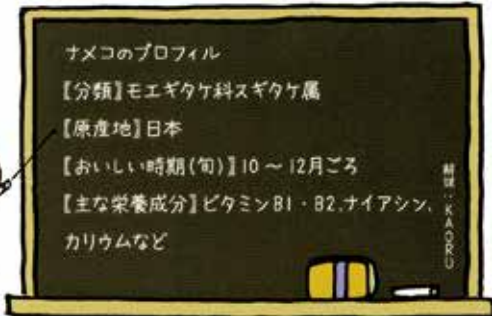 ナメコのプロフィル
【分類】モエギタケ科スギタケ属
【原産地】日本
【おいしい時期(旬)】10～12月ごろ
【主な栄養成分】ビタミンB1・B2、ナイアシン、
カリウムなど
解説・KAORU